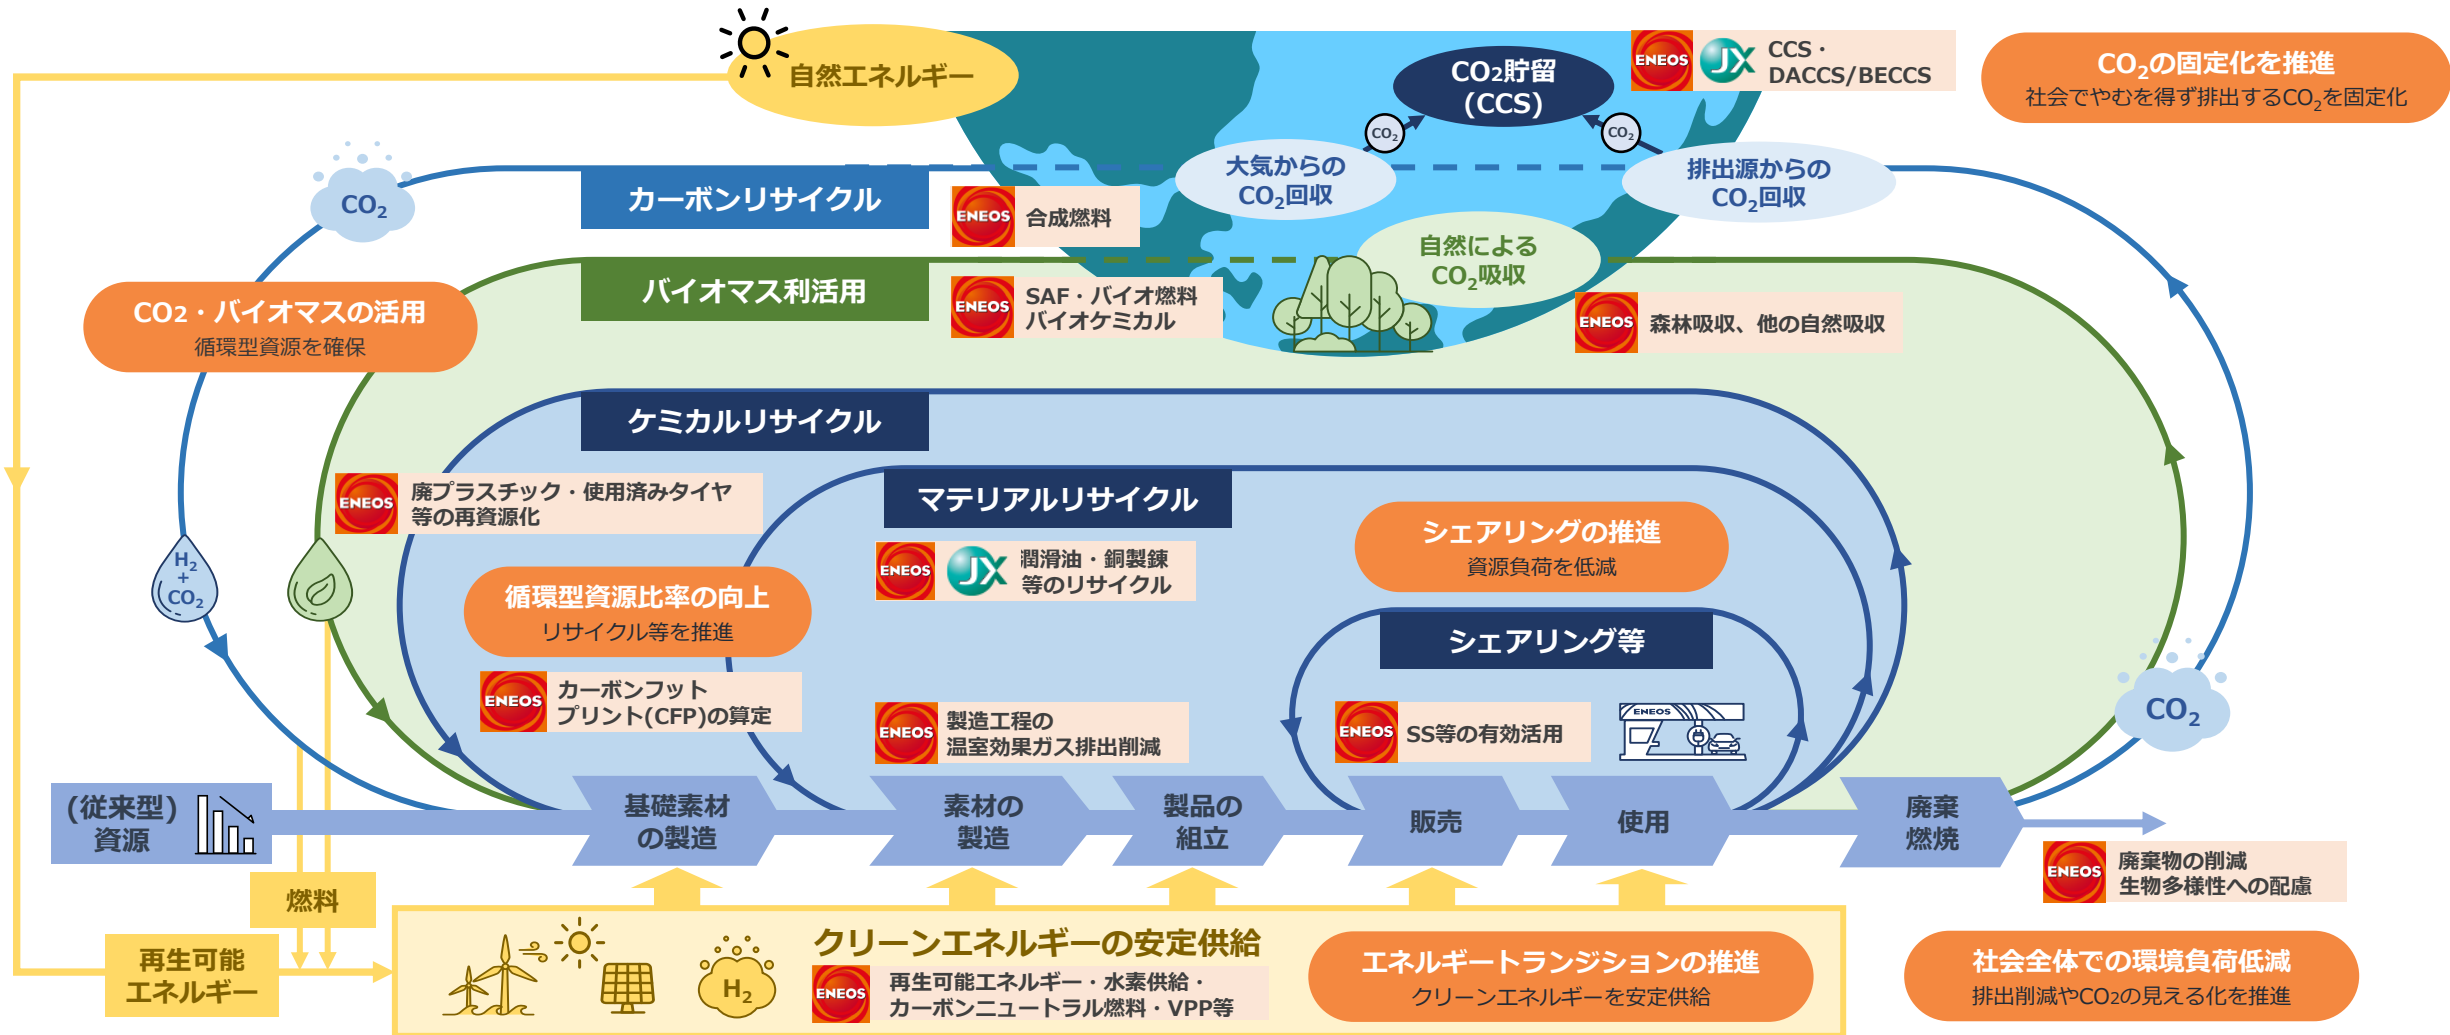 自然エネルギー
CO2貯留
(CCS)
ENEOS
JX
CCS・
DACCS/BECCS
CO₂の固定化を推進
社会でやむを得ず排出するCO₂を固定化
CO₂
CO₂
CO₂
カーボンリサイクル
ENEOS
合成燃料
大気からの
CO₂回収
排出源からの
CO₂回収
自然による
CO₂吸収
バイオマス利活用
ENEOS
SAF・バイオ燃料
バイオケミカル
ENEOS
森林吸収、他の自然吸収
CO2・バイオマスの活用
循環型資源を確保
ケミカルリサイクル
ENEOS
廃プラスチック・使用済みタイヤ
等の再資源化
マテリアルリサイクル
ENEOS
JX
潤滑油・銅製錬
等のリサイクル
シェアリングの推進
資源負荷を低減
H₂
+
CO₂
循環型資源比率の向上
リサイクル等を推進
シェアリング等
ENEOS
カーボンフット
プリント(CFP)の算定
ENEOS
製造工程の
温室効果ガス排出削減
ENEOS
SS等の有効活用
ENEOS
CO₂
(従来型)
資源
基礎素材
の製造
素材の
製造
製品の
組立
販売
使用
廃棄
燃焼
ENEOS
廃棄物の削減
生物多様性への配慮
燃料
再生可能
エネルギー
H₂
クリーンエネルギーの安定供給
ENEOS
再生可能エネルギー・水素供給・
カーボンニュートラル燃料・VPP等
エネルギートランジションの推進
クリーンエネルギーを安定供給
社会全体での環境負荷低減
排出削減やCO2の見える化を推進